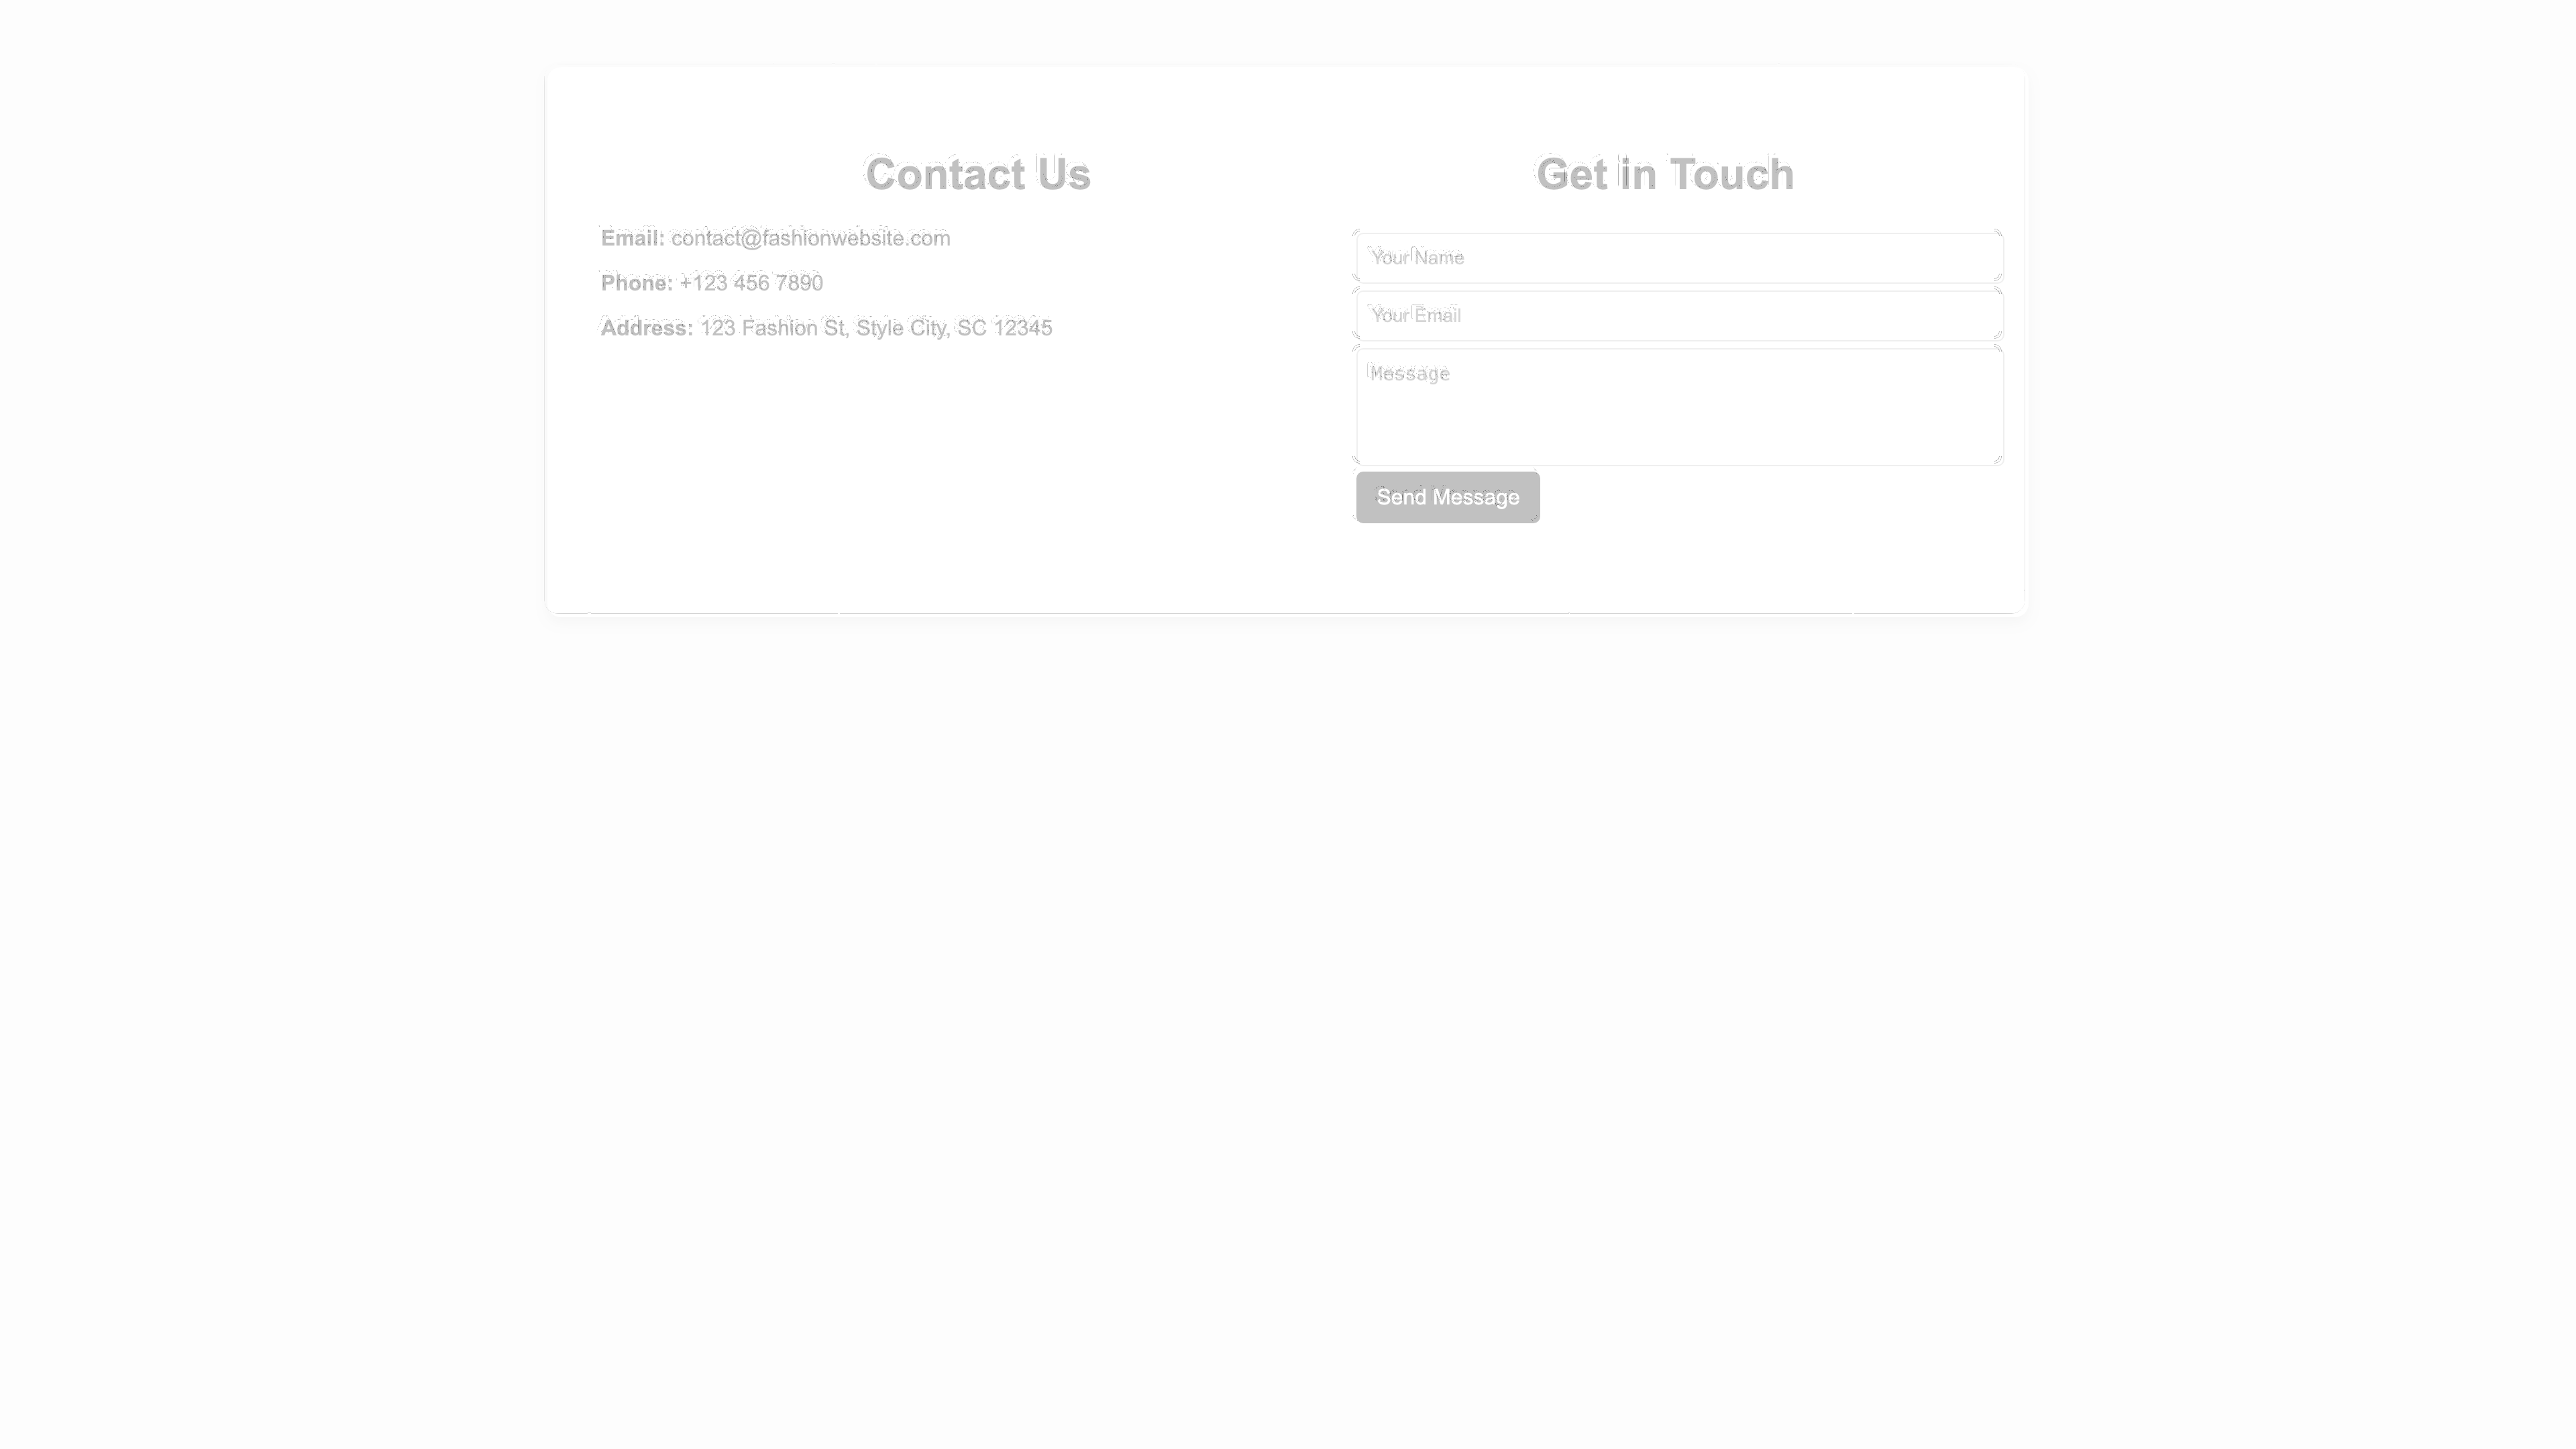 Contact Us
Email: contact@fashionwebsite.com
Phone: +123 456 7890
Address: 123 Fashion St, Style City, SC 12345
Get in Touch
Your Name
Your Email
Message
Send Message